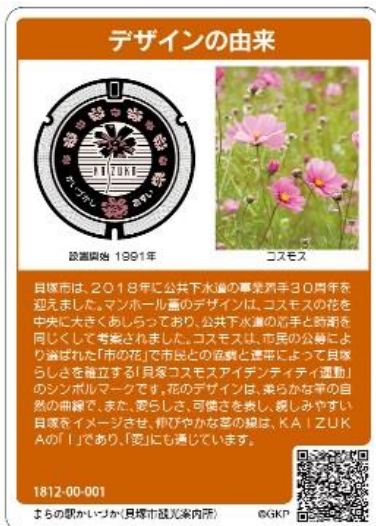 デザインの由来
KAIZUKA
かいづかし
おすい
設置開始 1991年
コスモス
貝塚市は、2018年に公共下水道の事業着手30周年を
迎えました。マンホール蓋のデザインは、コスモスの花を
中央に大きくあしらっており、公共下水道の着手と時期を
同じくして考案されました。コスモスは、市民の公募によ
り選ばれた「市の花」で市民との協調と連帯によって貝塚
らしさを確立する「貝塚コスモスアイデンティティ運動」
のシンボルマークです。花のデザインは、柔らかな筆の自
然の曲線で、また、愛らしさ、可憐さを表し、親しみやすい
貝塚をイメージさせ、伸びやかな茎の線は、KAIZUK
Aの「I」であり、「愛」にも通じています。
1812-00-001
まちの駅かいづか(貝塚市観光案内所)
©GKP